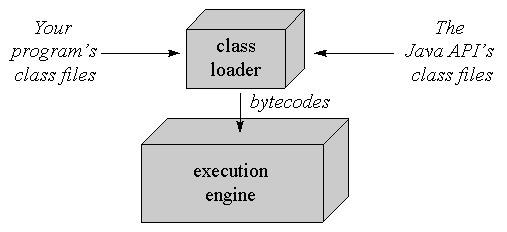 Your
program's
class files
class
loader
The
Java API's
class files
bytecodes
execution
engine